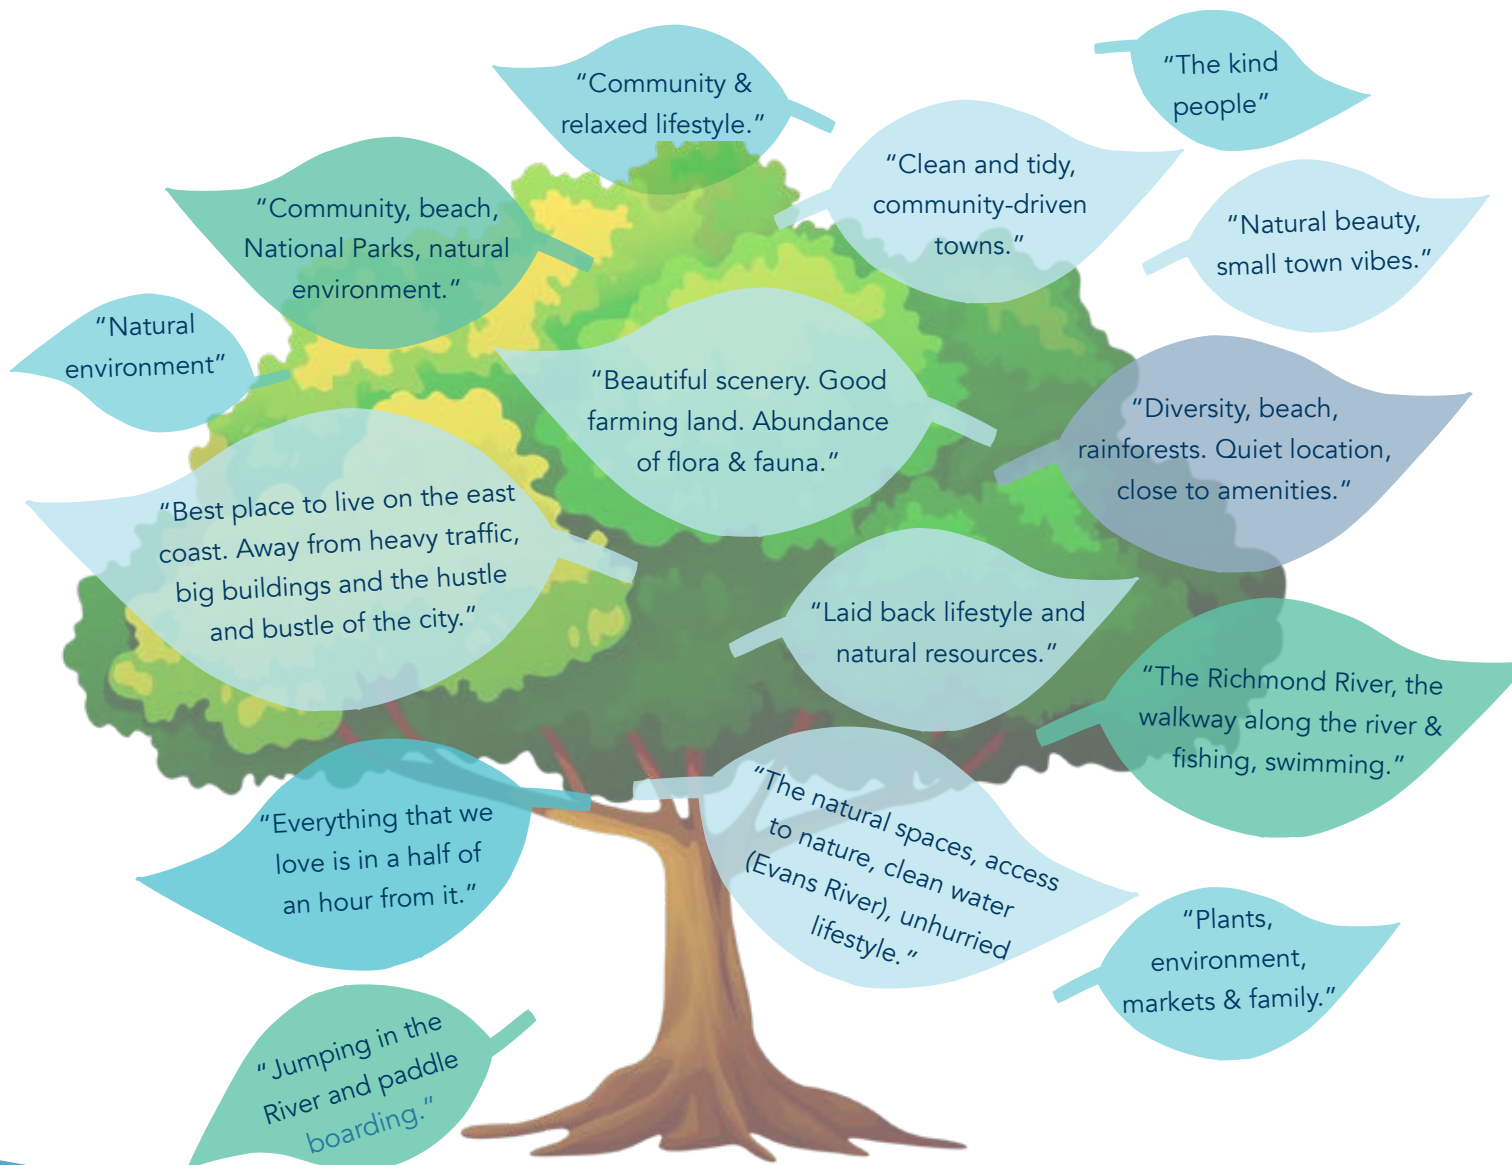 “Community &
relaxed lifestyle.”
“The kind
people”
“Clean and tidy,
community-driven
towns.”
“Community, beach,
National Parks, natural
environment.”
“Natural beauty,
small town vibes.”
“Natural
environment”
“Beautiful scenery. Good
farming land. Abundance
of flora & fauna.”
“Diversity, beach,
rainforests. Quiet location,
close to amenities.”
“Best place to live on the east
coast. Away from heavy traffic,
big buildings and the hustle
and bustle of the city.”
“Laid back lifestyle and
natural resources.”
“The Richmond River, the
walkway along the river &
fishing, swimming.”
“Everything that we
love is in a half of
an hour from it.”
“The natural spaces, access
to nature, clean water
(Evans River), unhurried
lifestyle.”
“Plants,
environment,
markets & family.”
“Jumping in the
River and paddle
boarding.”